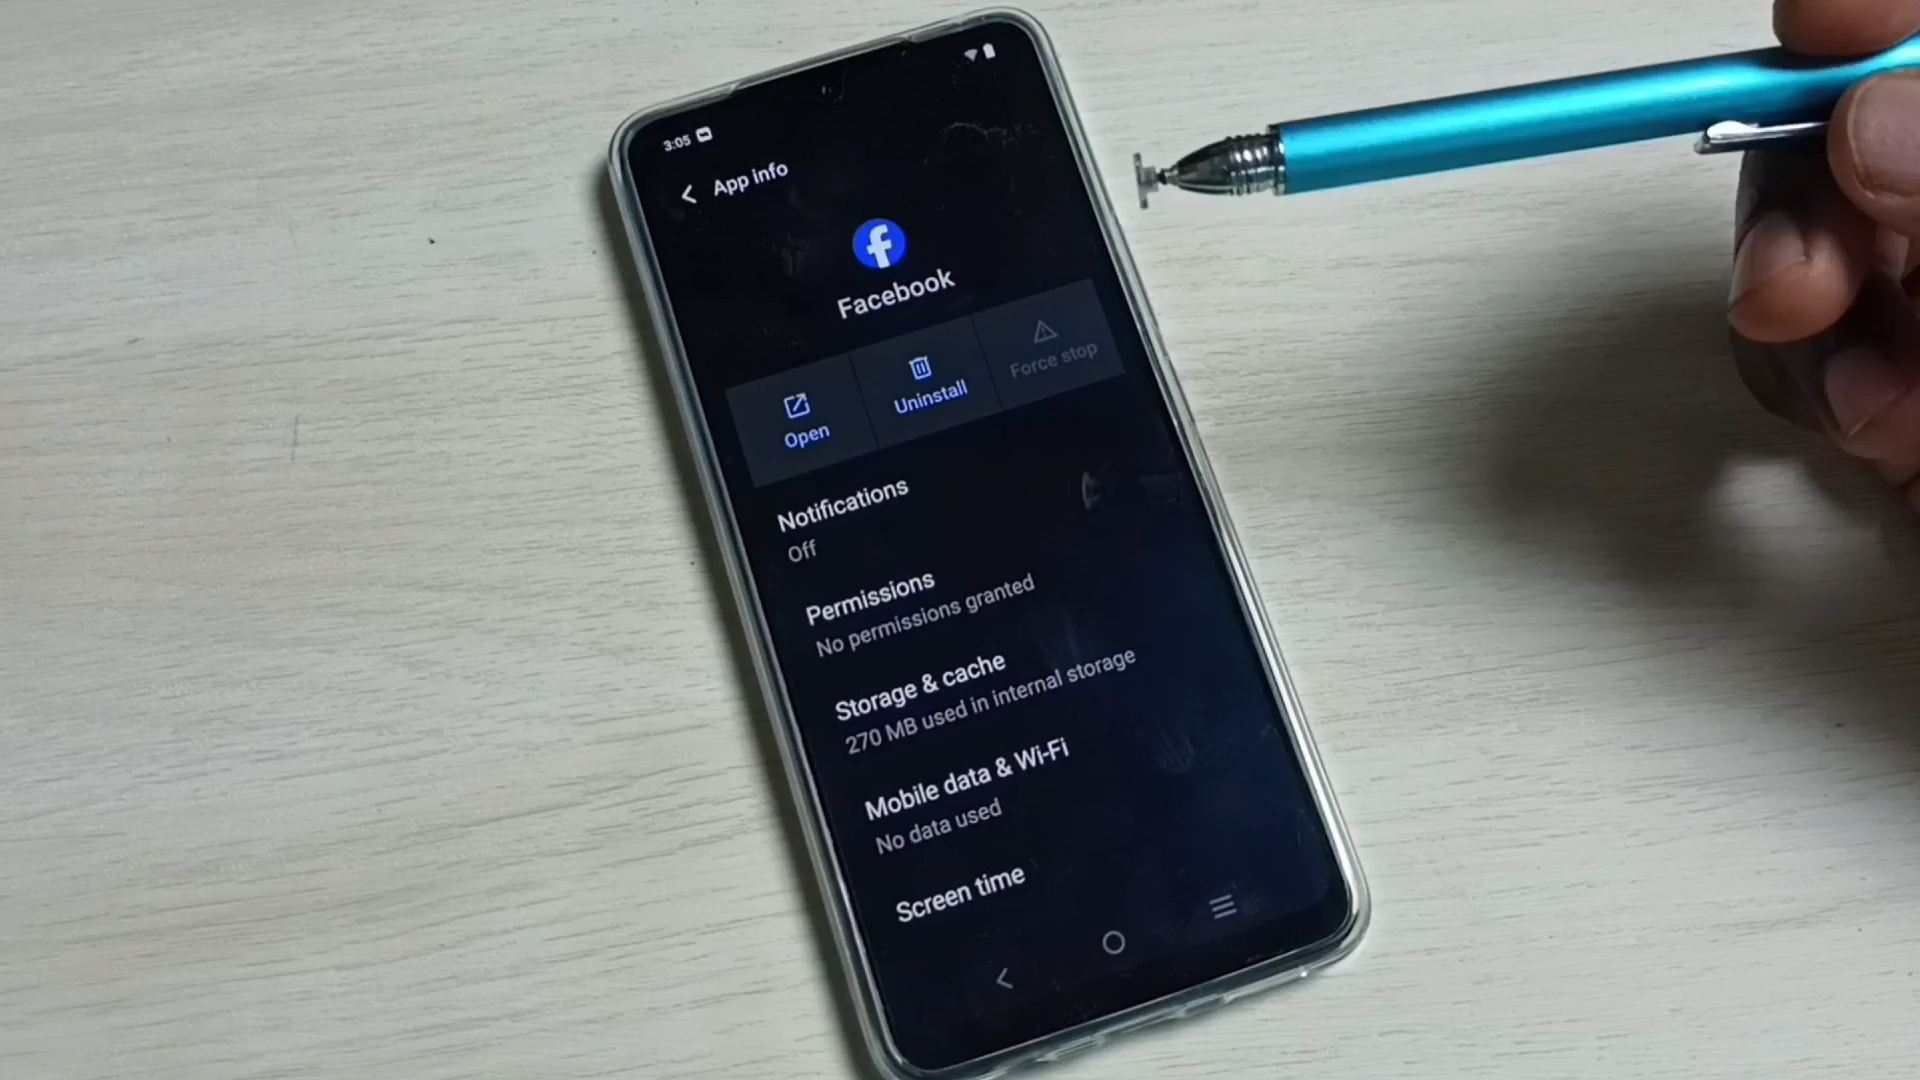 3:05
App info
Facebook
Open
Uninstall
Force stop
Notifications
Off
Permissions
No permissions granted
Storage & cache
270 MB used in internal storage
Mobile data & Wi-Fi
No data used
Screen time